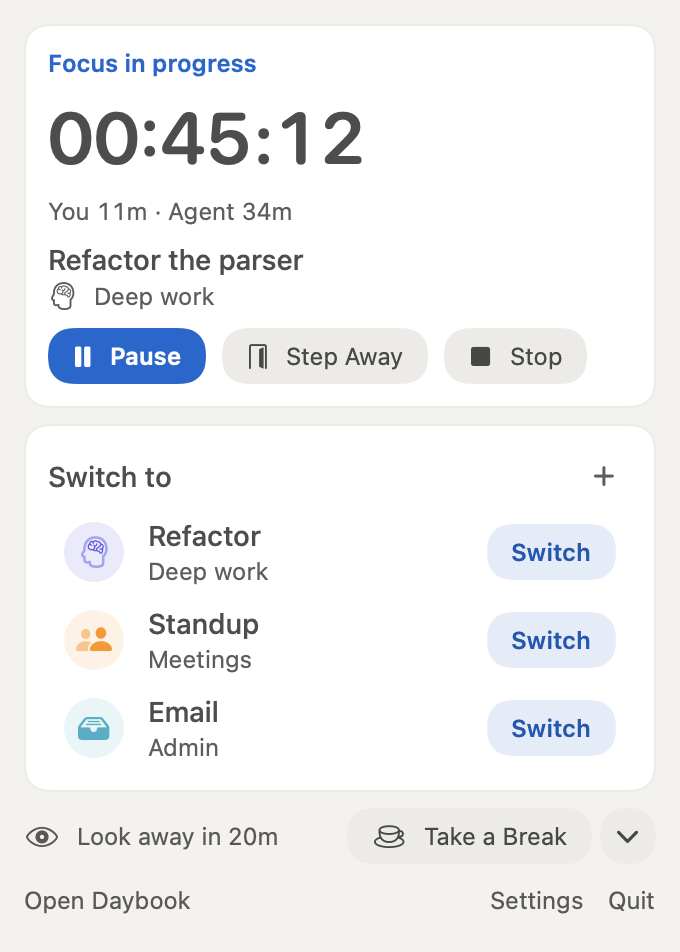 Focus in progress
00:45:12
You 11m · Agent 34m
Refactor the parser
Deep work
Pause Step Away Stop
Switch to
Refactor
Deep work
Switch
Standup
Meetings
Switch
Email
Admin
Switch
Look away in 20m Take a Break
Open Daybook Settings Quit